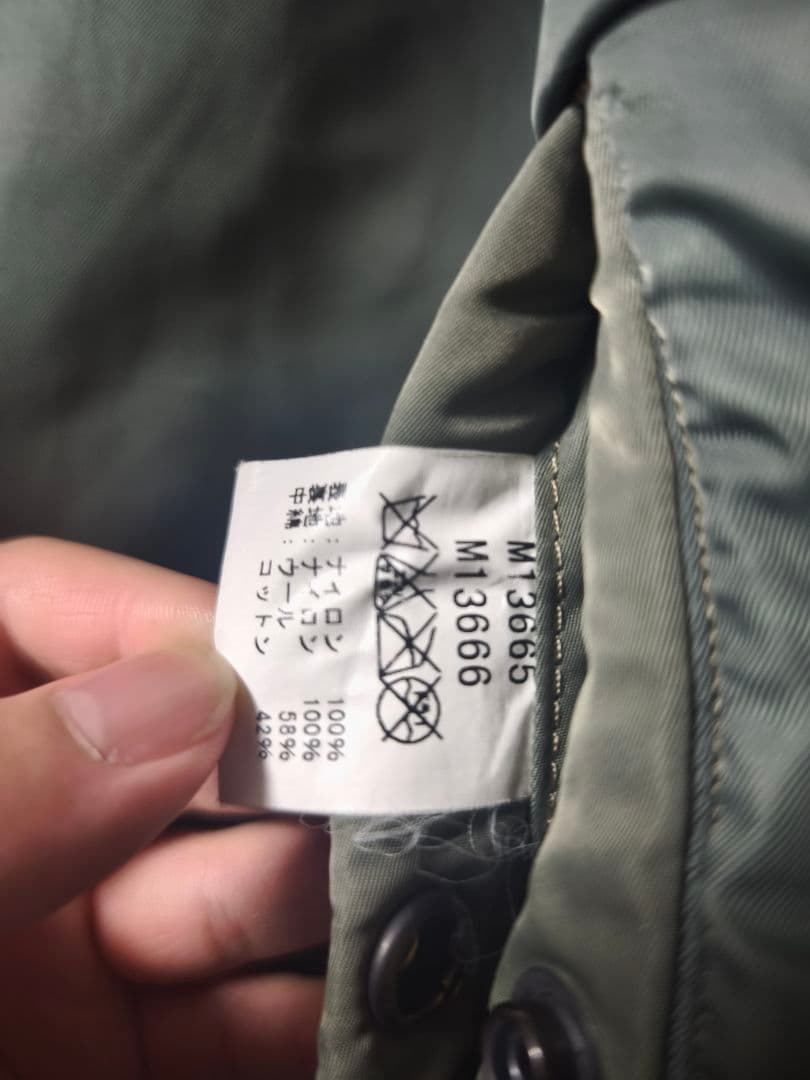 M13665
M13666
表地: ナイロン 100%
裏地: ナイロン 100%
中綿: ウール 58%
コットン 42%